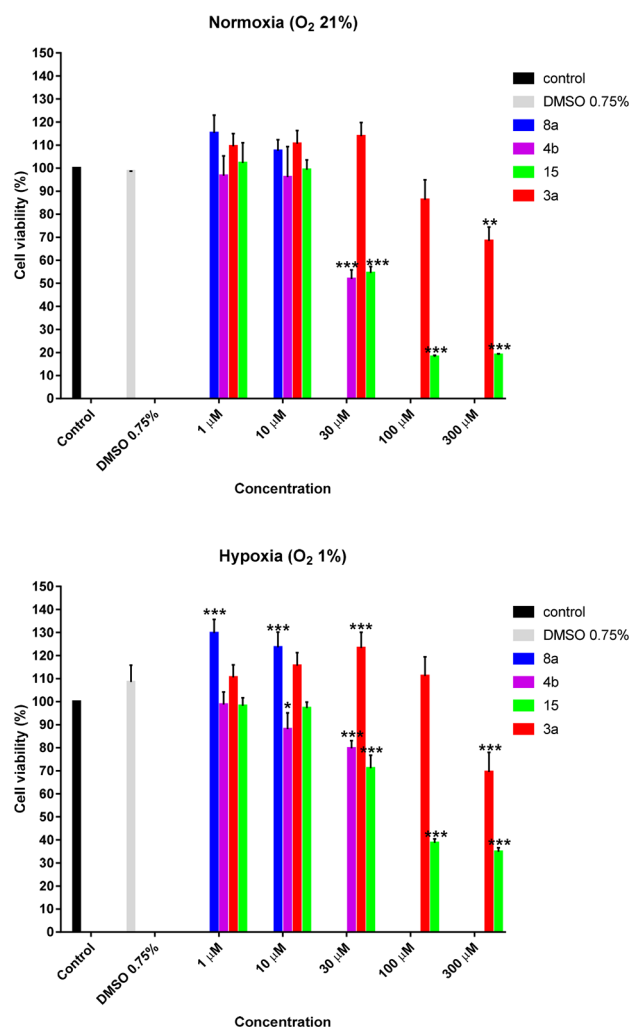 Normoxia (O₂ 21%)
Cell viability (%)
150
140
130
120
110
100
90
80
70
60
50
40
30
20
10
0
***
***
***
**
***
control
DMSO 0.75%
8a
4b
15
3a
Control
DMSO 0.75%
1 μM
10 μM
30 μM
100 μM
300 μM
Concentration
Hypoxia (O₂ 1%)
Cell viability (%)
150
140
130
120
110
100
90
80
70
60
50
40
30
20
10
0
***
***
*
***
***
***
***
***
***
control
DMSO 0.75%
8a
4b
15
3a
Control
DMSO 0.75%
1 μM
10 μM
30 μM
100 μM
300 μM
Concentration